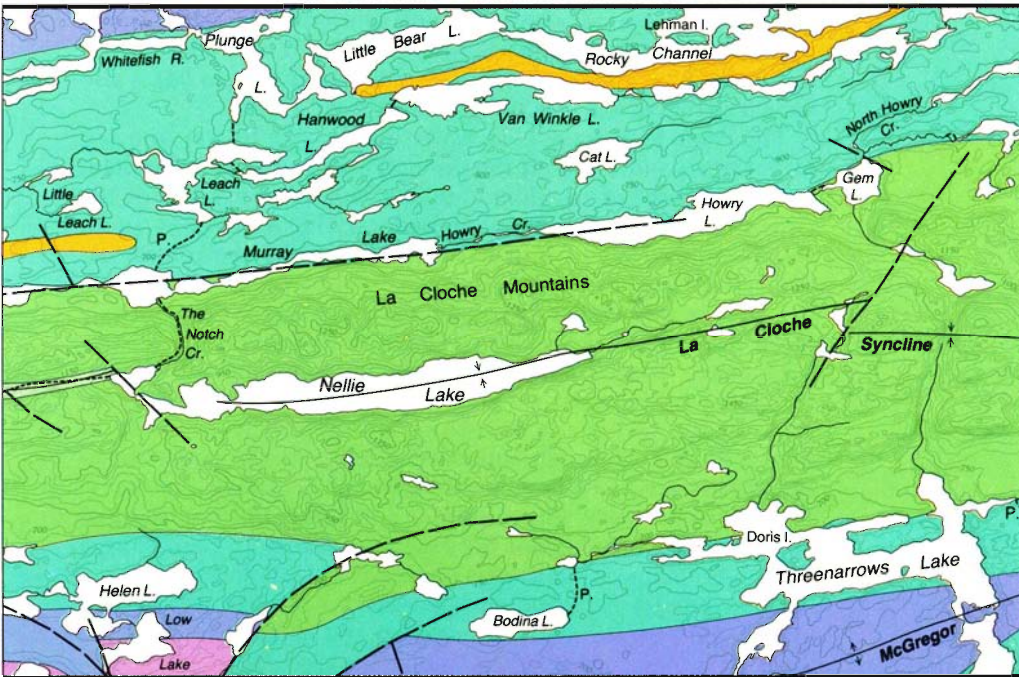 Plunge
Little Bear L.
Lehman I.
Whitefish R.
L.
Rocky Channel
Hanwood
L.
Van Winkle L.
North Howry
Cr.
Cat L.
Leach
L.
Little
Leach L.
Gem
L.
Howry
L.
P.
Murray Lake
Howry Cr.
La Cloche Mountains
The
Notch
Cr.
La Cloche Syncline
Nellie
Lake
P.
Doris I.
Threenarrows Lake
Helen L.
P.
Low
Bodina L.
Lake
McGregor